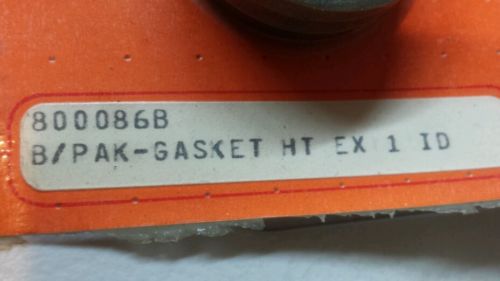 800086B
B/PAK-GASKET HT EX 1 ID